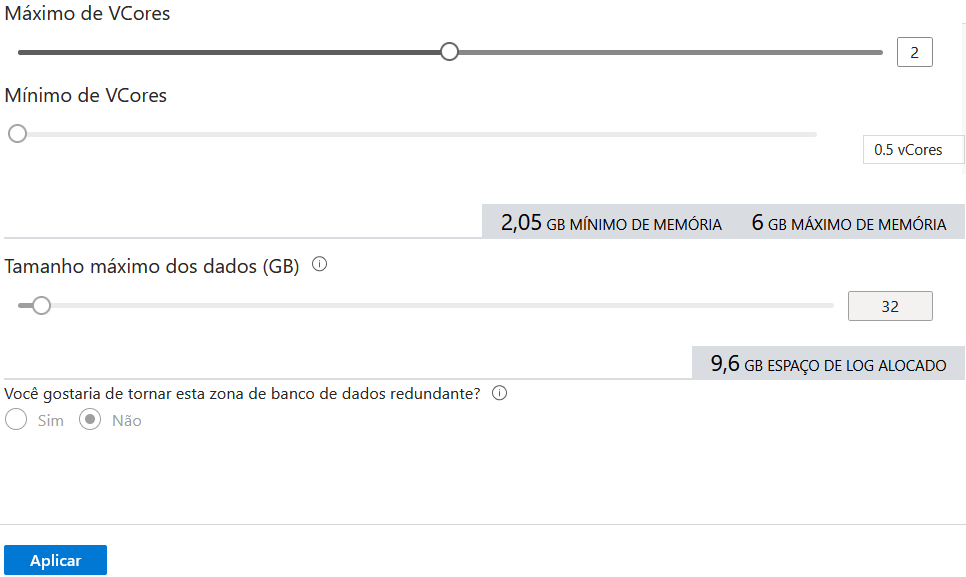 Máximo de VCores
2
Mínimo de VCores
0.5 vCores
2,05 GB MÍNIMO DE MEMÓRIA 6 GB MÁXIMO DE MEMÓRIA
Tamanho máximo dos dados (GB)
32
9,6 GB ESPAÇO DE LOG ALOCADO
Você gostaria de tornar esta zona de banco de dados redundante?
Sim Não
Aplicar